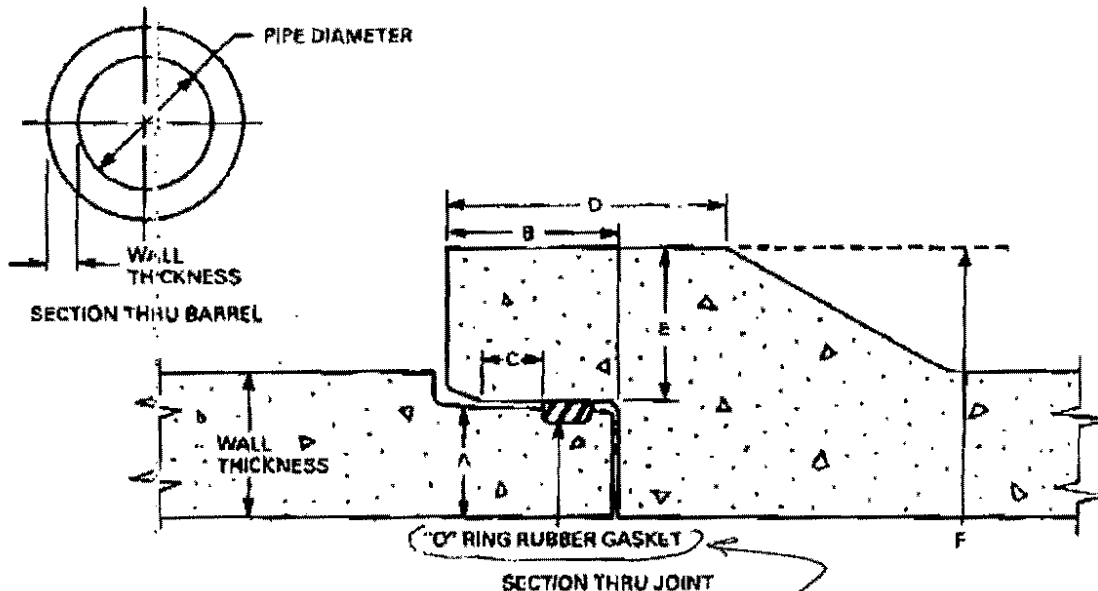 PIPE DIAMETER
WALL
THICKNESS
SECTION THRU BARREL
D
B
E
C
WALL
THICKNESS
A
"O" RING RUBBER GASKET
F
SECTION THRU JOINT